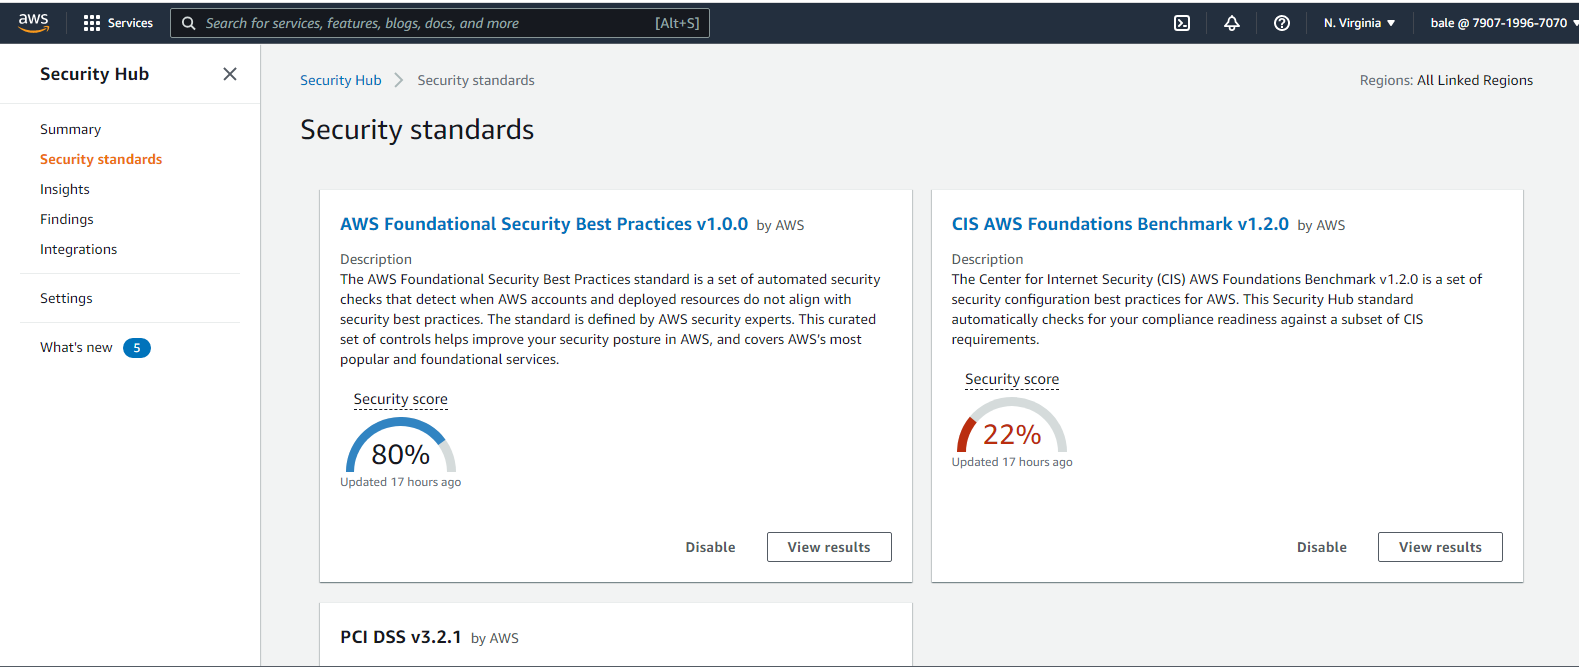 aws
Services
Search for services, features, blogs, docs, and more [Alt+S]
N. Virginia
bale @ 7907-1996-7070
Security Hub
Summary
Security standards
Insights
Findings
Integrations
Settings
What's new 5
Security Hub > Security standards
Regions: All Linked Regions
Security standards
AWS Foundational Security Best Practices v1.0.0 by AWS
Description
The AWS Foundational Security Best Practices standard is a set of automated security
checks that detect when AWS accounts and deployed resources do not align with
security best practices. The standard is defined by AWS security experts. This curated
set of controls helps improve your security posture in AWS, and covers AWS's most
popular and foundational services.
Security score
80%
Updated 17 hours ago
Disable
View results
CIS AWS Foundations Benchmark v1.2.0 by AWS
Description
The Center for Internet Security (CIS) AWS Foundations Benchmark v1.2.0 is a set of
security configuration best practices for AWS. This Security Hub standard
automatically checks for your compliance readiness against a subset of CIS
requirements.
Security score
22%
Updated 17 hours ago
Disable
View results
PCI DSS v3.2.1 by AWS